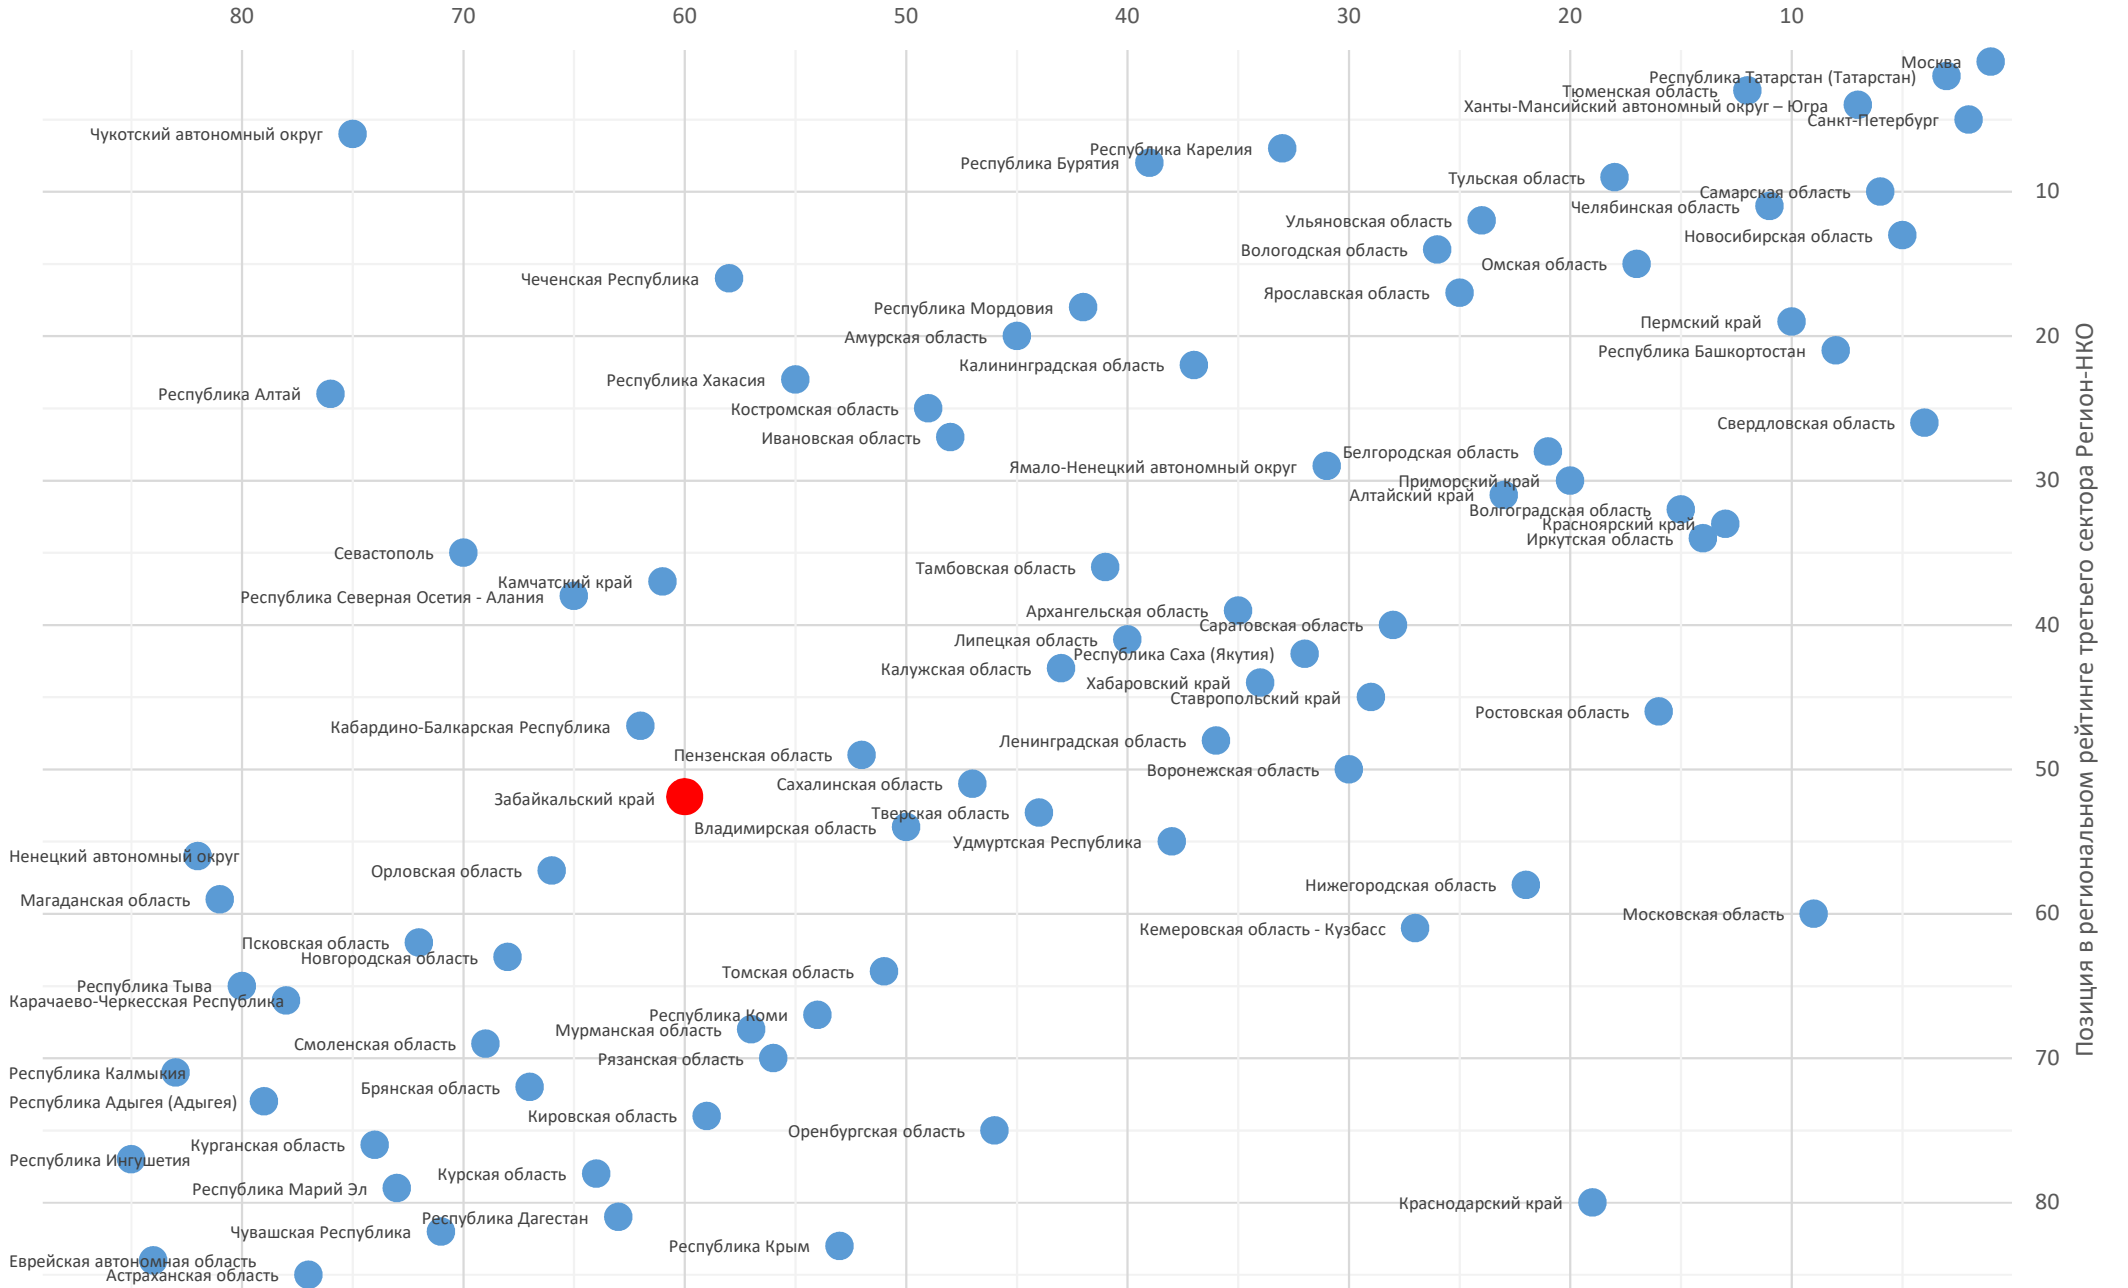 80 70 60 50 40 30 20 10
Москва
Республика Татарстан (Татарстан)
Тюменская область
Ханты-Мансийский автономный округ – Югра
Санкт-Петербург
Чукотский автономный округ
Республика Карелия
Республика Бурятия
Тульская область
Самарская область
10
Челябинская область
Ульяновская область
Новосибирская область
Вологодская область
Омская область
Чеченская Республика
Ярославская область
Республика Мордовия
Пермский край
Амурская область
20
Республика Башкортостан
Калининградская область
Республика Хакасия
Республика Алтай
Костромская область
Свердловская область
Ивановская область
Белгородская область
Ямало-Ненецкий автономный округ
Приморский край
30
Алтайский край
Волгоградская область
Красноярский край
Иркутская область
Севастополь
Тамбовская область
Камчатский край
Республика Северная Осетия - Алания
Архангельская область
Саратовская область
40
Липецкая область
Республика Саха (Якутия)
Калужская область
Хабаровский край
Ставропольский край
Ростовская область
Кабардино-Балкарская Республика
Ленинградская область
Пензенская область
Воронежская область
50
Сахалинская область
Забайкальский край
Тверская область
Владимирская область
Удмуртская Республика
Ненецкий автономный округ
Орловская область
Нижегородская область
Магаданская область
Московская область
60
Кемеровская область - Кузбасс
Псковская область
Новгородская область
Томская область
Республика Тыва
Карачаево-Черкесская Республика
Республика Коми
Мурманская область
Смоленская область
Рязанская область
70
Республика Калмыкия
Брянская область
Республика Адыгея (Адыгея)
Кировская область
Оренбургская область
Курганская область
Республика Ингушетия
Курская область
Республика Марий Эл
Краснодарский край
80
Республика Дагестан
Чувашская Республика
Республика Крым
Еврейская автономная область
Астраханская область
Позиция в региональном рейтинге третьего сектора Регион-НКО